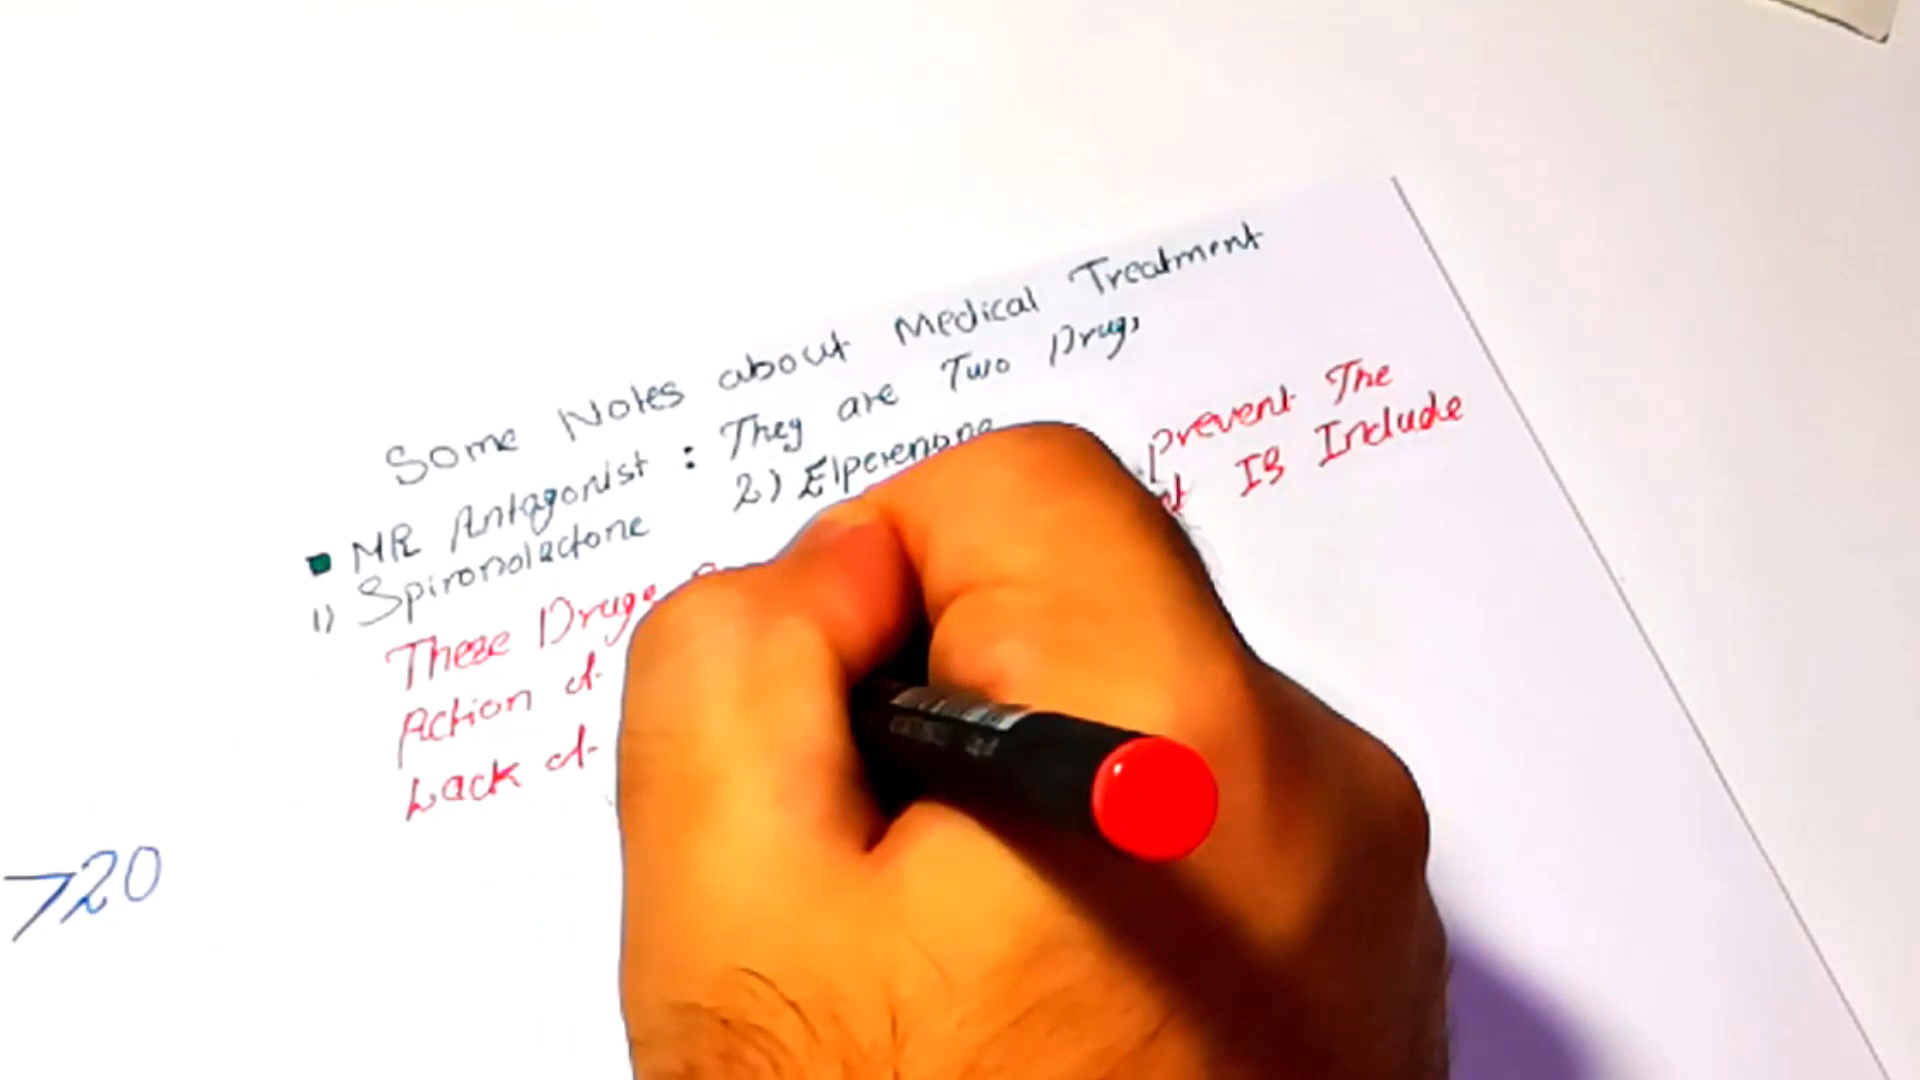 Some Notes about Medical Treatment
MR Antagonist : They are Two Drugs
1) Spironolactone 2) Elperenone
These Drugs prevent The
Action of Is Include
Lack of
>20